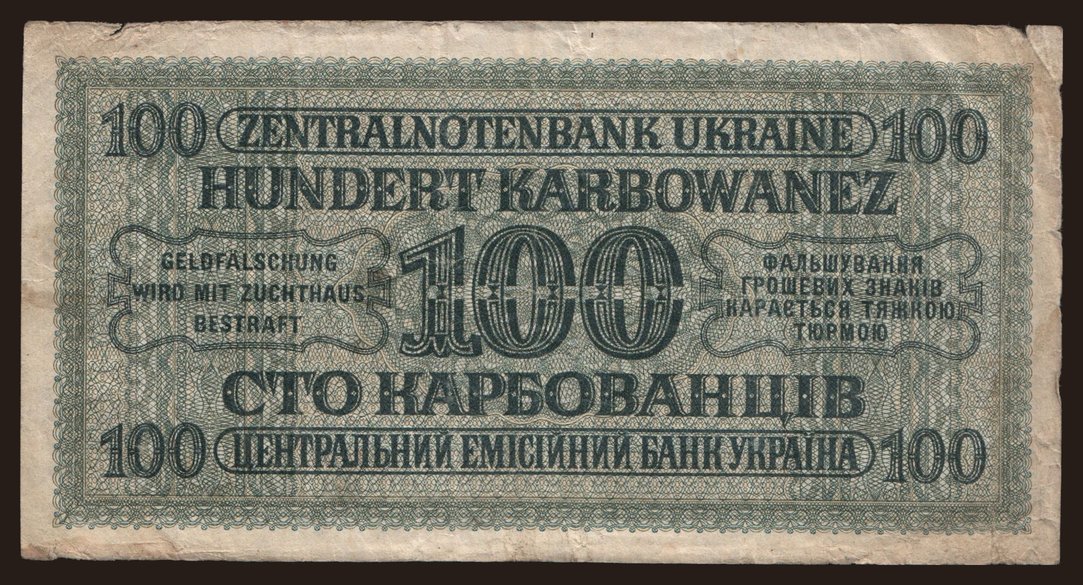 100 ZENTRALNOTENBANK UKRAINE 100
HUNDERT KARBOWANEZ
GELDFÄLSCHUNG
WIRD MIT ZUCHTHAUS
BESTRAFT
100
ФАЛЬШУВАННЯ
ГРОШЕВИХ ЗНАКІВ
КАРАЄТЬСЯ ТЯЖКОЮ
ТЮРМОЮ
СТО КАРБОВАНЦІВ
100 ЦЕНТРАЛЬНИЙ ЕМІСІЙНИЙ БАНК УКРАЇНА 100